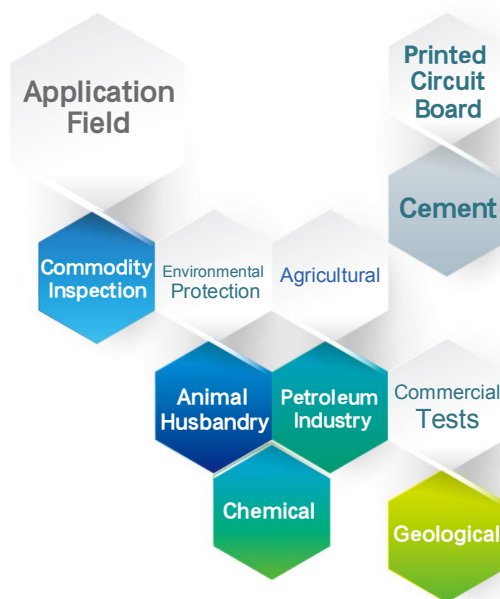 Application
Field
Printed
Circuit
Board
Cement
Commodity
Inspection
Environmental
Protection
Agricultural
Animal
Husbandry
Petroleum
Industry
Commercial
Tests
Chemical
Geological